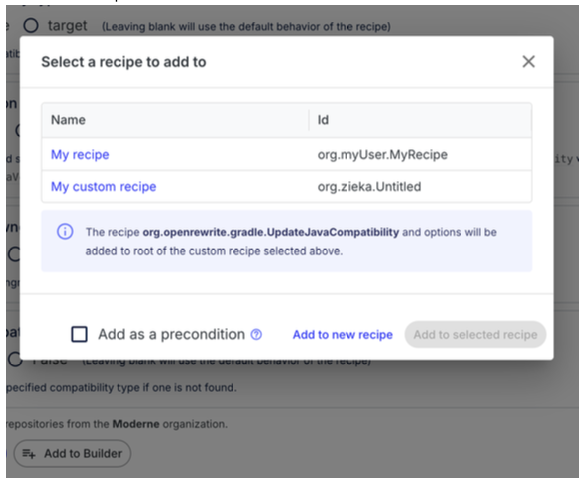 target (Leaving blank will use the default behavior of the recipe)
Select a recipe to add to
Name Id
My recipe org.myUser.MyRecipe
My custom recipe org.zieka.Untitled
The recipe org.openrewrite.gradle.UpdateJavaCompatibility and options will be
added to root of the custom recipe selected above.
Add as a precondition Add to new recipe Add to selected recipe
(Leaving blank will use the default behavior of the recipe)
pecified compatibility type if one is not found.
repositories from the Moderne organization.
Add to Builder